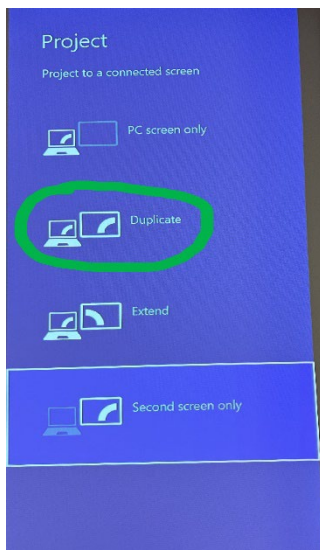 Project
Project to a connected screen
PC screen only
Duplicate
Extend
Second screen only